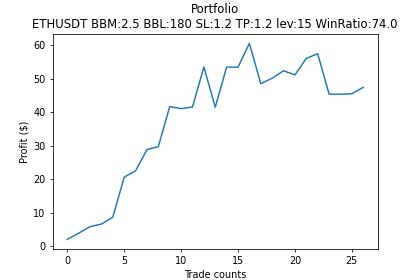 Portfolio
ETHUSDT BBM:2.5 BBL:180 SL:1.2 TP:1.2 lev:15 WinRatio:74.0
60
50
40
30
20
10
0
Profit ($)
0 5 10 15 20 25
Trade counts